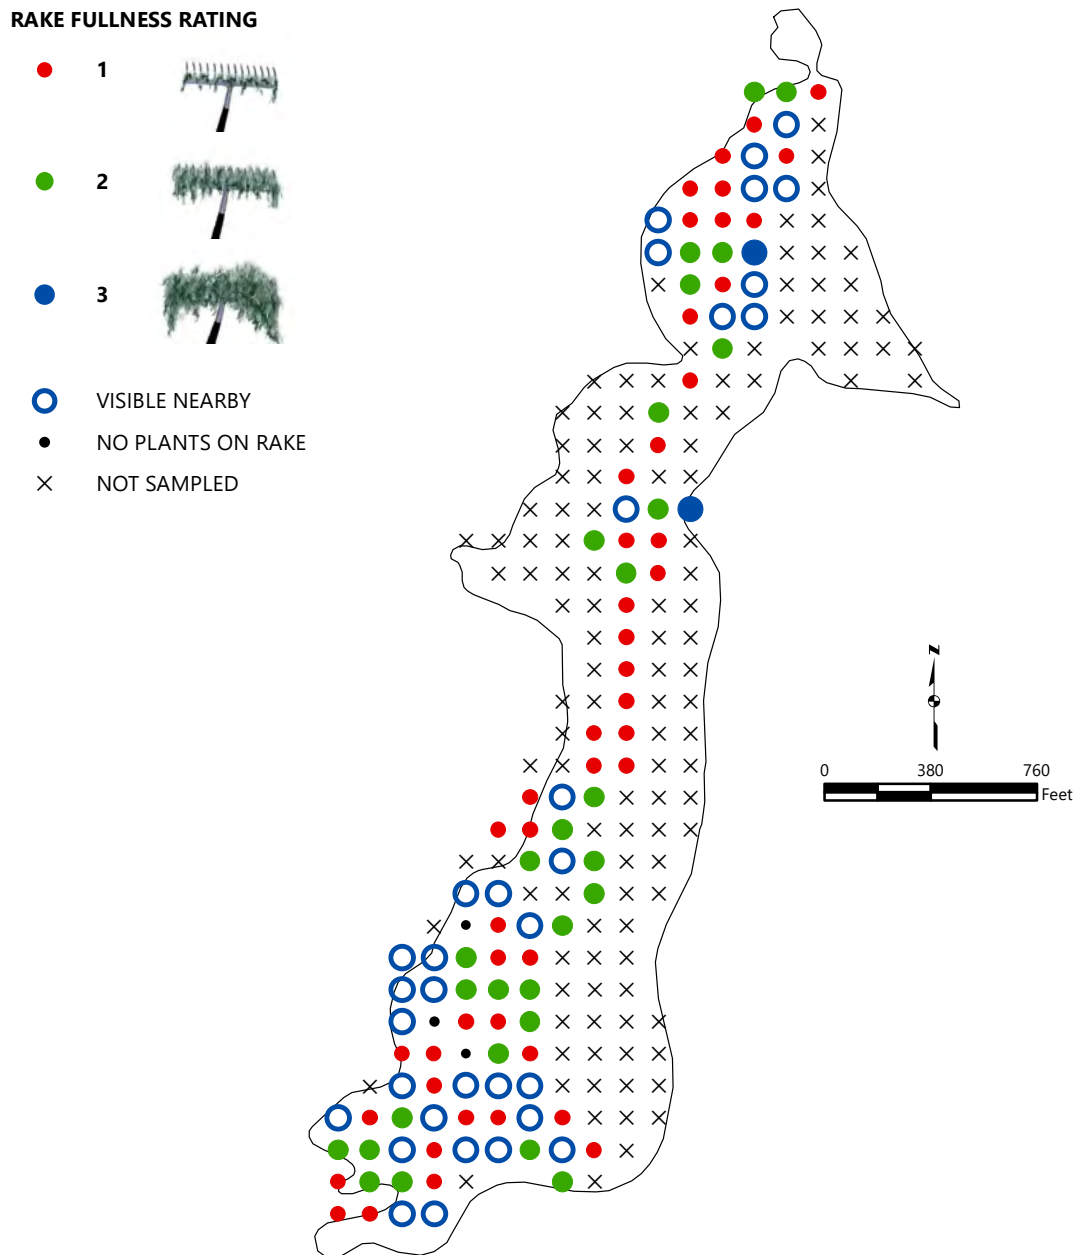 RAKE FULLNESS RATING
1
2
3
VISIBLE NEARBY
NO PLANTS ON RAKE
NOT SAMPLED
Z
0 380 760
Feet